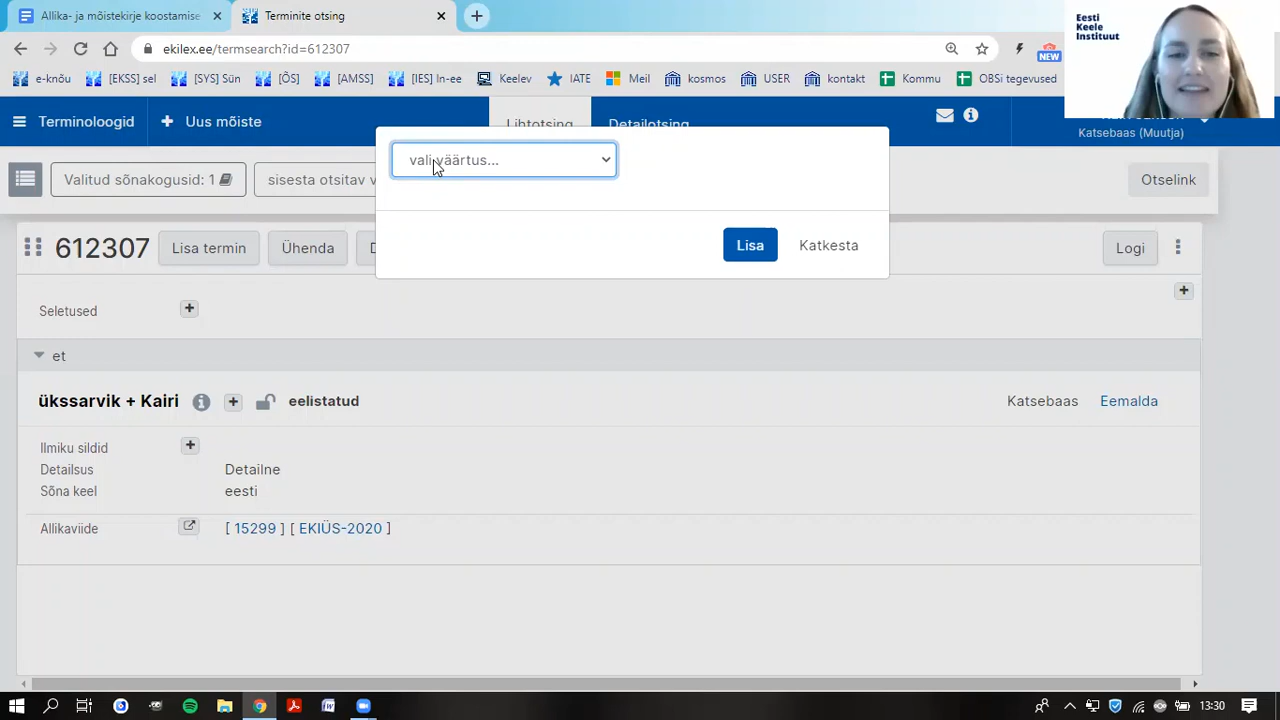 Allika- ja mõistekirje koostamise
Terminite otsing
ekilex.ee/termsearch?id=612307
e-knõu
[EKSS] sel
[SYS] Sün
[ÕS]
[AMSS]
[IES] In-ee
Keelev
IATE
Meil
kosmos
USER
kontakt
Kommu
OBSi tegevused
NEW
Eesti
Keele
Instituut
Terminoloogid
Uus mõiste
Lihtotsing
Detailotsing
Katsebaas (Muutja)
Valitud sõnakogusid: 1
sisesta otsitav
Otselink
vali väärtus...
Lisa
Katkesta
612307
Lisa termin
Ühenda
Logi
Seletused
et
ükssarvik + Kairi
eelistatud
Katsebaas
Eemalda
Ilmiku sildid
Detailsus
Detailne
Sõna keel
eesti
Allikaviide
[ 15299 ] [ EKIÜS-2020 ]
13:30